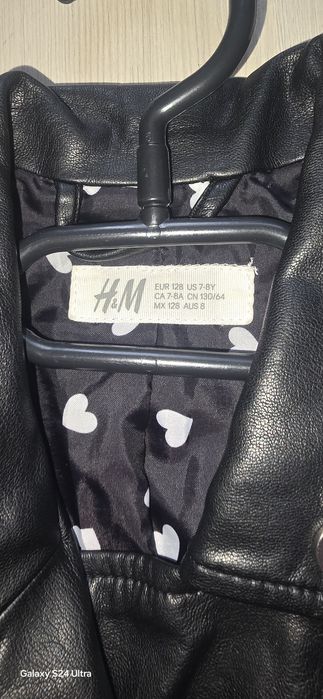 H&M
EUR 128 US 7-8Y
CA 7-8A CN 130/64
MX 128 AUS 8
Galaxy S24 Ultra